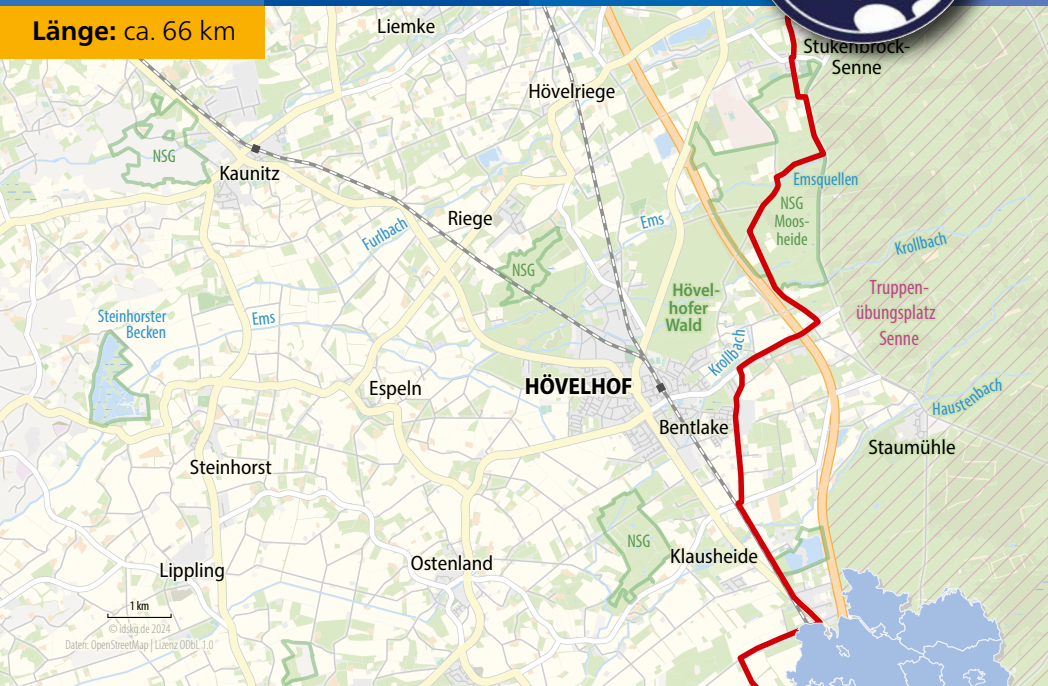 Länge: ca. 66 km
Liemke
Stukenbrock-
Senne
Hövelriege
NSG
Kaunitz
Emsquellen
NSG
Moos-
heide
Riege
Ems
Furlbach
Krollbach
NSG
Hövel-
hofer
Wald
Truppen-
übungsplatz
Senne
Steinhorster
Becken
Ems
Krollbach
Espeln
HÖVELHOF
Haustenbach
Bentlake
Staumühle
Steinhorst
NSG
Klausheide
Ostenland
Lippling
1 km
© idskg.de 2024
Daten: OpenStreetMap | Lizenz ODbL 1.0